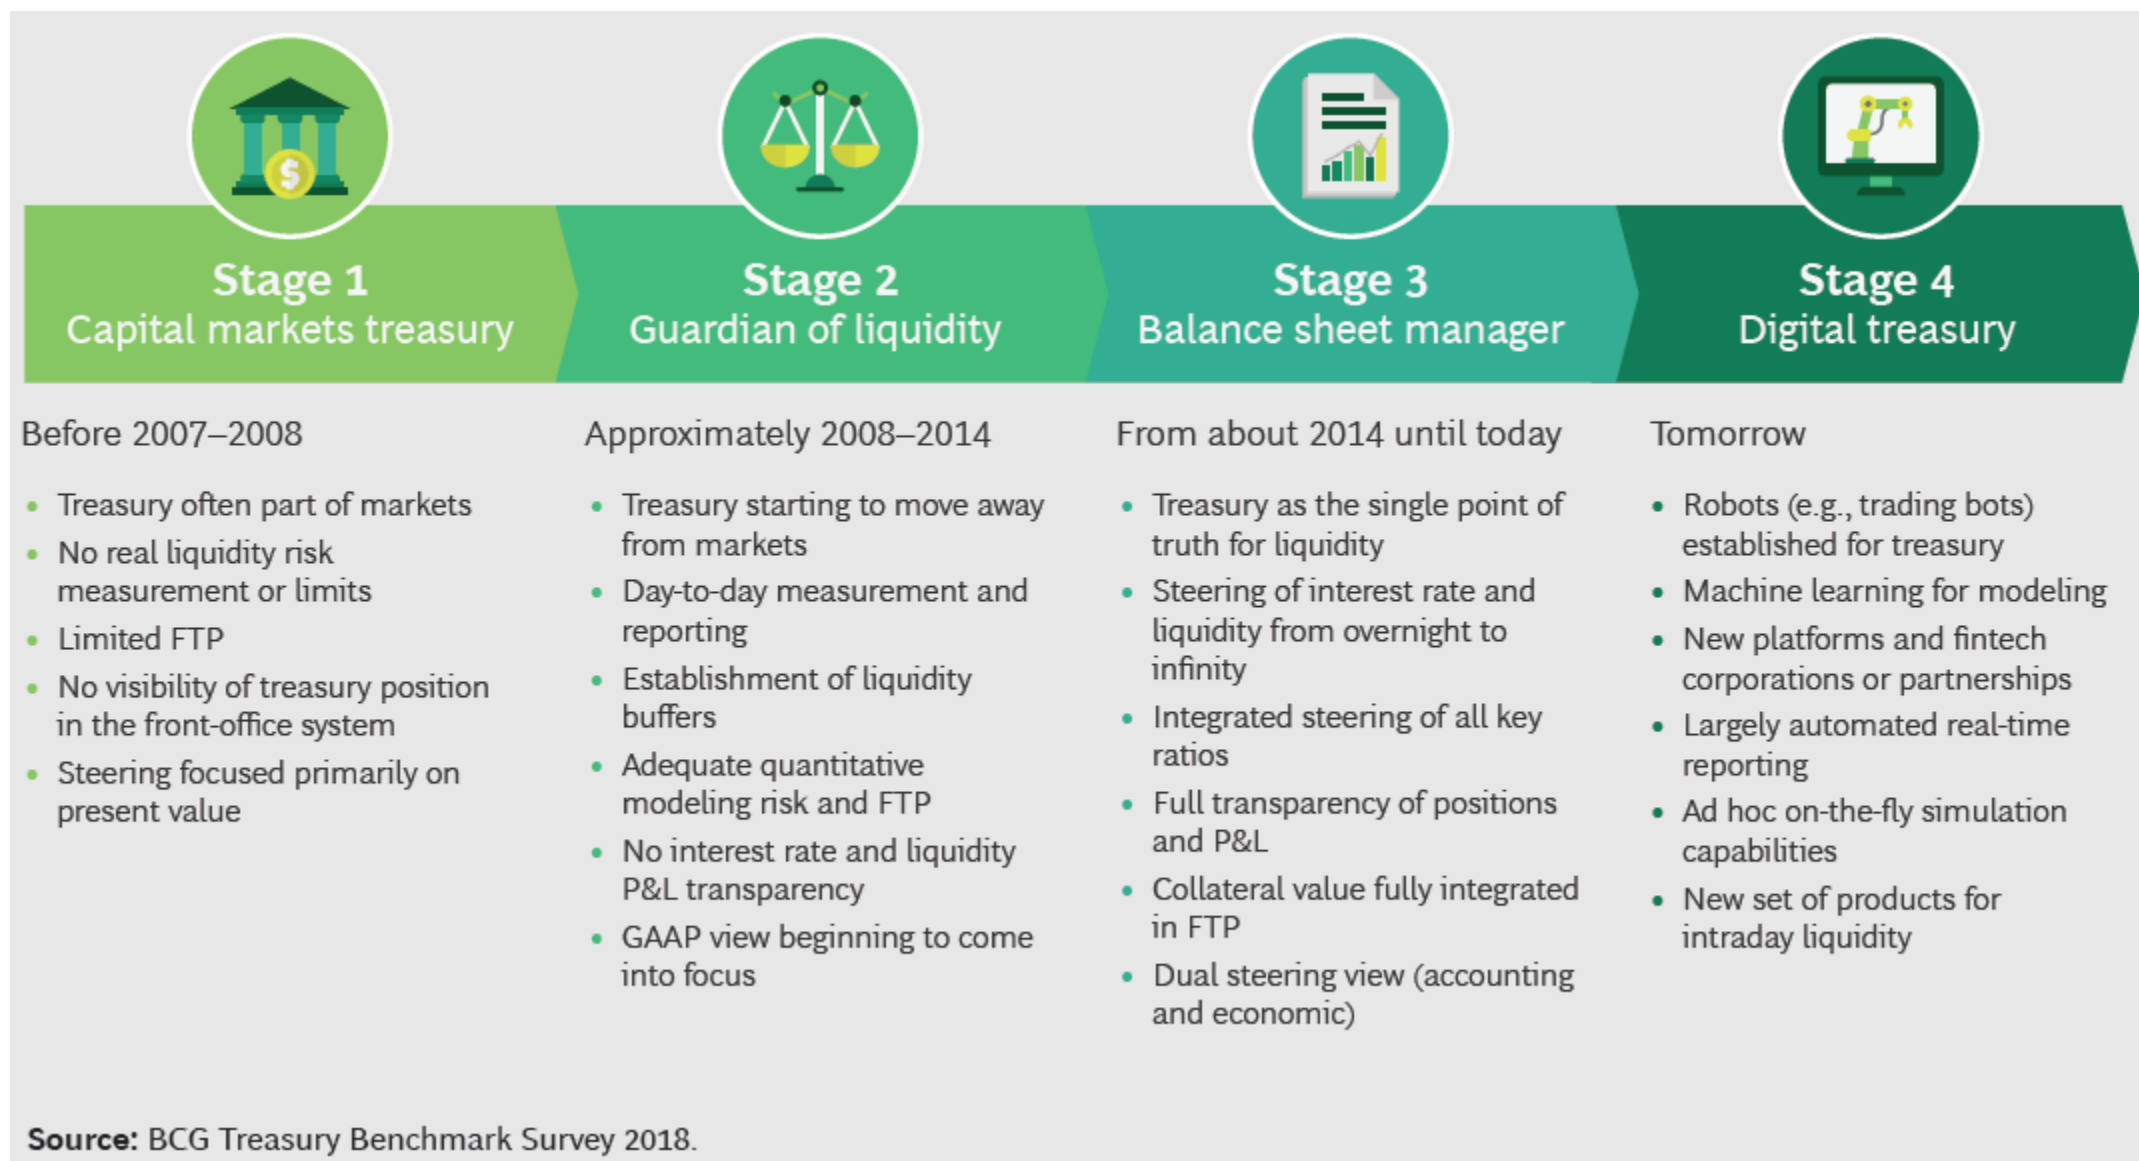 $
Stage 1
Capital markets treasury
Stage 2
Guardian of liquidity
Stage 3
Balance sheet manager
Stage 4
Digital treasury
Before 2007–2008
• Treasury often part of markets
• No real liquidity risk
measurement or limits
• Limited FTP
• No visibility of treasury position
in the front-office system
• Steering focused primarily on
present value
Approximately 2008–2014
• Treasury starting to move away
from markets
• Day-to-day measurement and
reporting
• Establishment of liquidity
buffers
• Adequate quantitative
modeling risk and FTP
• No interest rate and liquidity
P&L transparency
• GAAP view beginning to come
into focus
From about 2014 until today
• Treasury as the single point of
truth for liquidity
• Steering of interest rate and
liquidity from overnight to
infinity
• Integrated steering of all key
ratios
• Full transparency of positions
and P&L
• Collateral value fully integrated
in FTP
• Dual steering view (accounting
and economic)
Tomorrow
• Robots (e.g., trading bots)
established for treasury
• Machine learning for modeling
• New platforms and fintech
corporations or partnerships
• Largely automated real-time
reporting
• Ad hoc on-the-fly simulation
capabilities
• New set of products for
intraday liquidity
Source: BCG Treasury Benchmark Survey 2018.